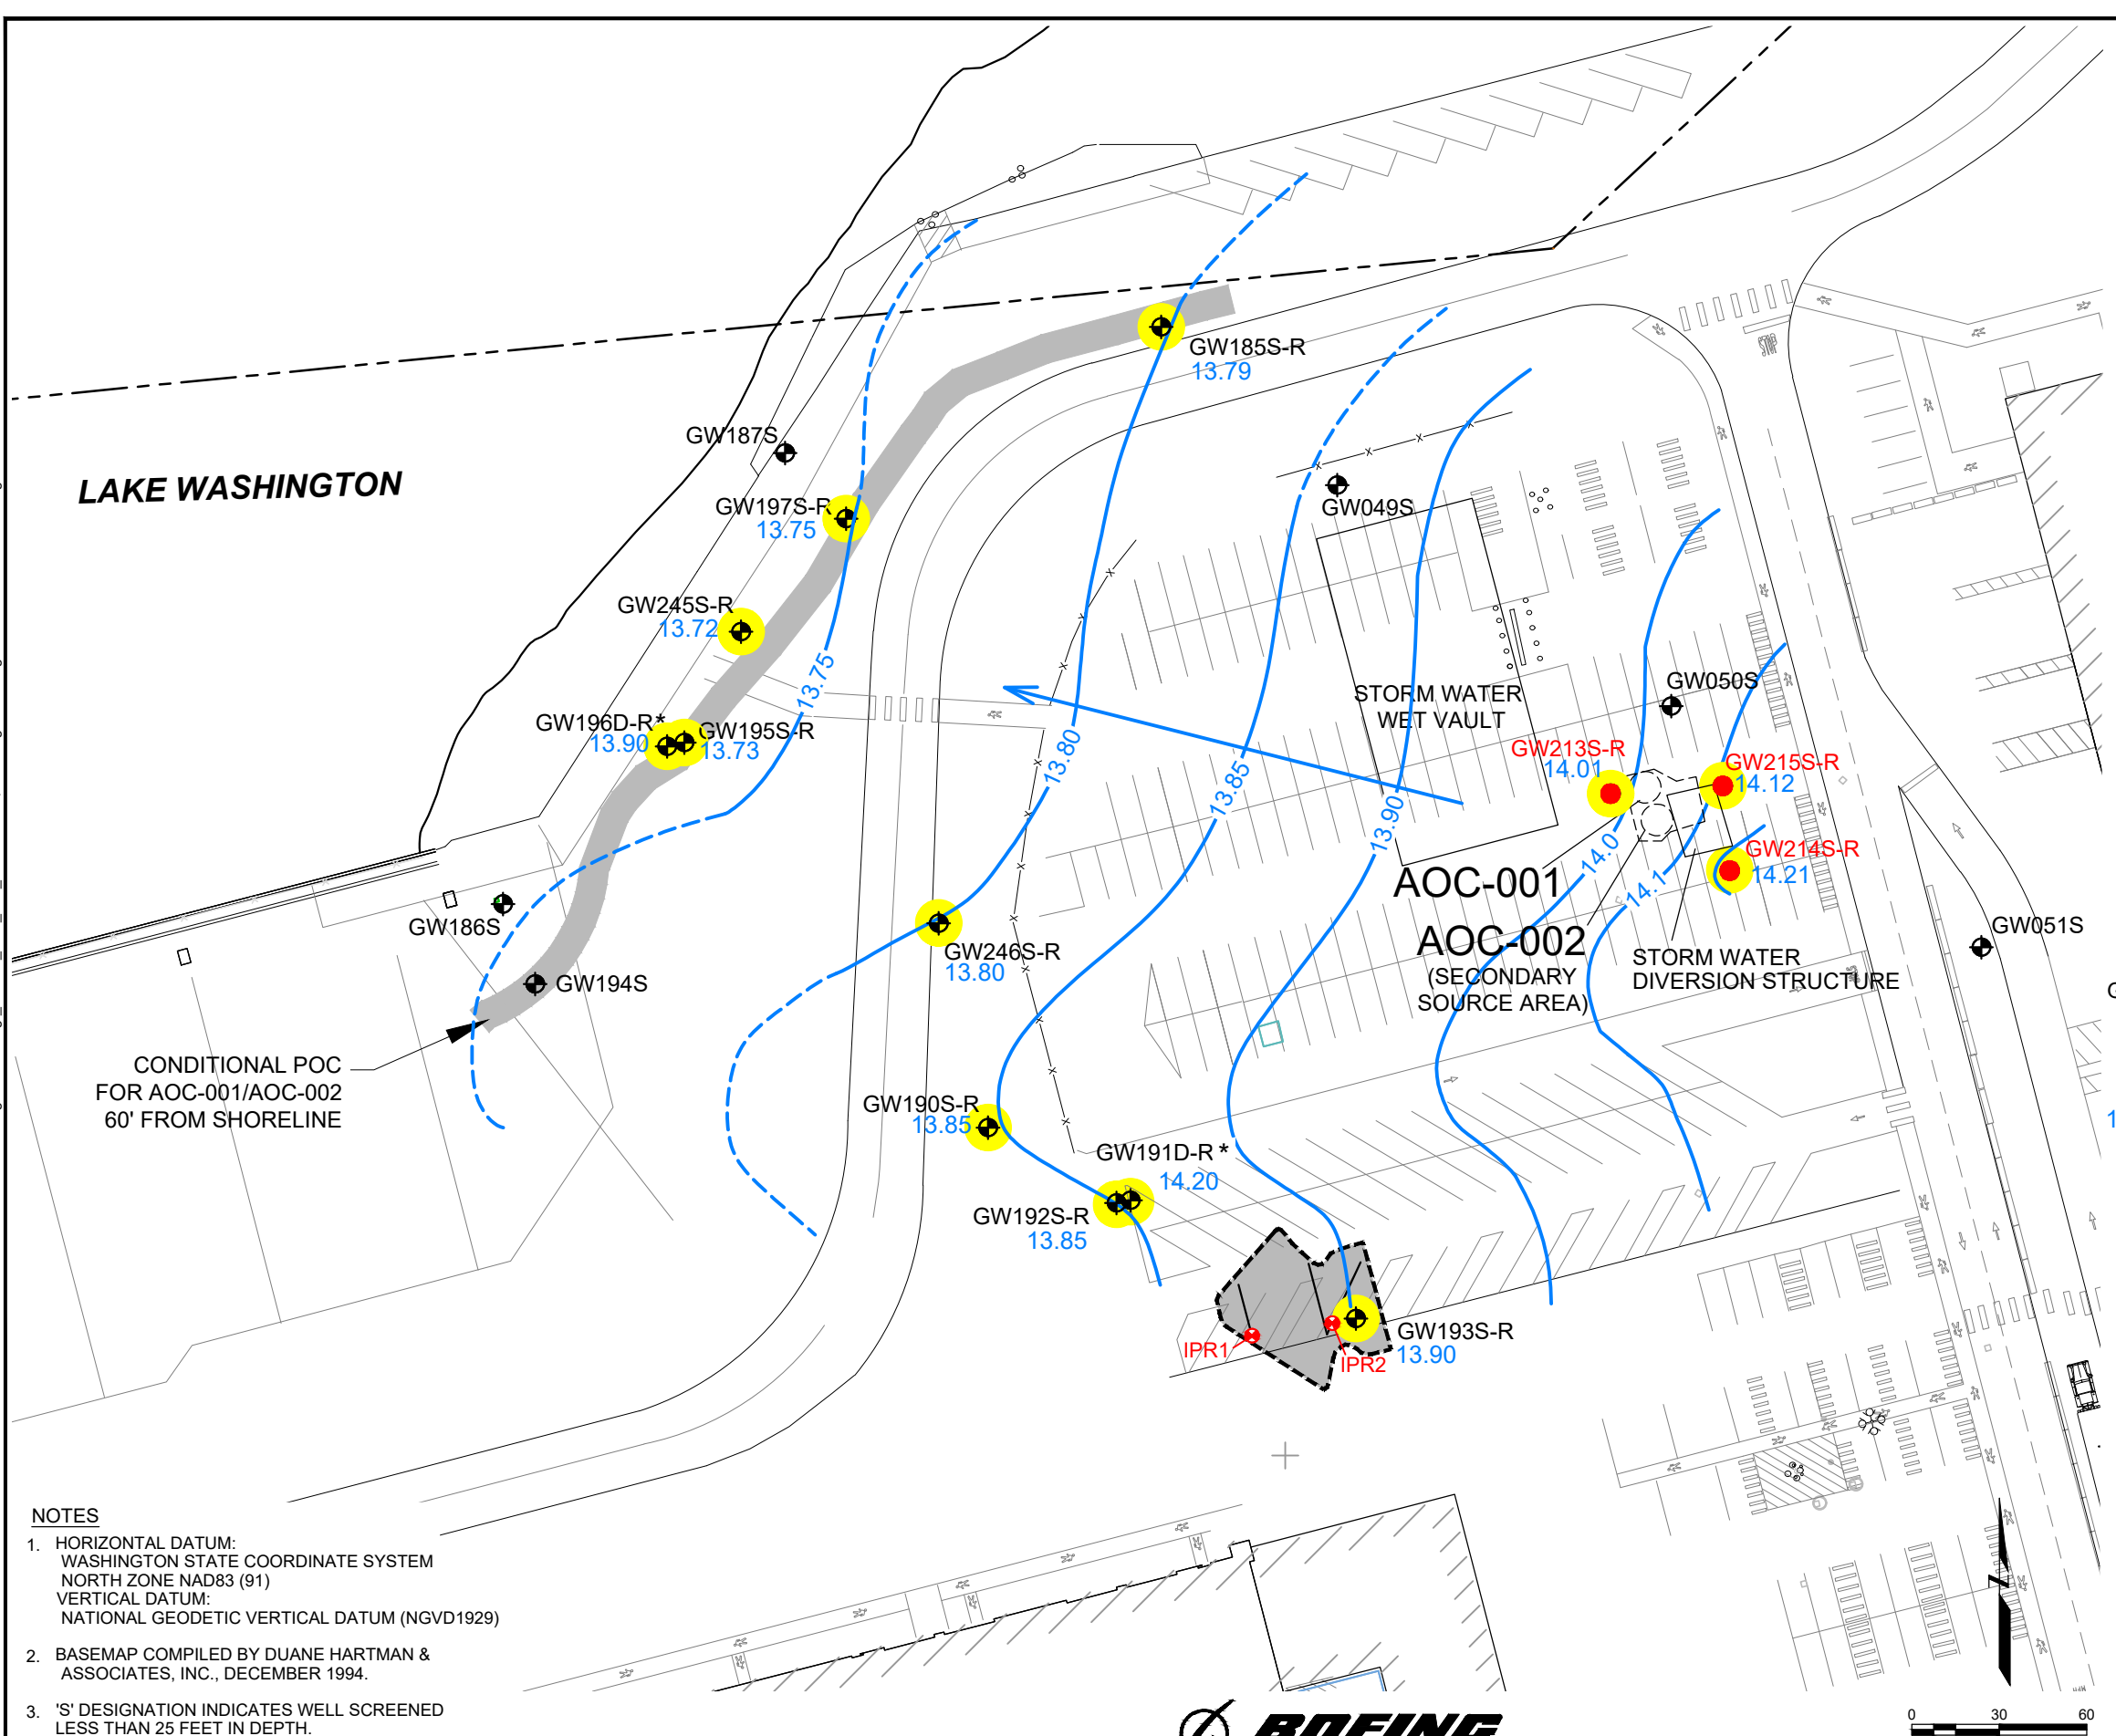 LAKE WASHINGTON
GW185S-R
13.79
GW187S
GW197S-R
13.75
GW049S
GW245S-R
13.72
13.75
GW050S
STORM WATER
WET VAULT
GW196D-R*
13.90
GW195S-R
13.73
13.80
13.85
13.90
GW213S-R
14.01
GW215S-R
14.12
14.0
14.1
GW214S-R
14.21
AOC-001
AOC-002
(SECONDARY
SOURCE AREA)
STORM WATER
DIVERSION STRUCTURE
GW051S
GW186S
GW194S
GW246S-R
13.80
CONDITIONAL POC
FOR AOC-001/AOC-002
60' FROM SHORELINE
GW190S-R
13.85
GW191D-R*
14.20
GW192S-R
13.85
IPR1
IPR2
GW193S-R
13.90
NOTES
1. HORIZONTAL DATUM:
WASHINGTON STATE COORDINATE SYSTEM
NORTH ZONE NAD83 (91)
VERTICAL DATUM:
NATIONAL GEODETIC VERTICAL DATUM (NGVD1929)
2. BASEMAP COMPILED BY DUANE HARTMAN &
ASSOCIATES, INC., DECEMBER 1994.
3. 'S' DESIGNATION INDICATES WELL SCREENED
LESS THAN 25 FEET IN DEPTH.
BOEING
0 30 60